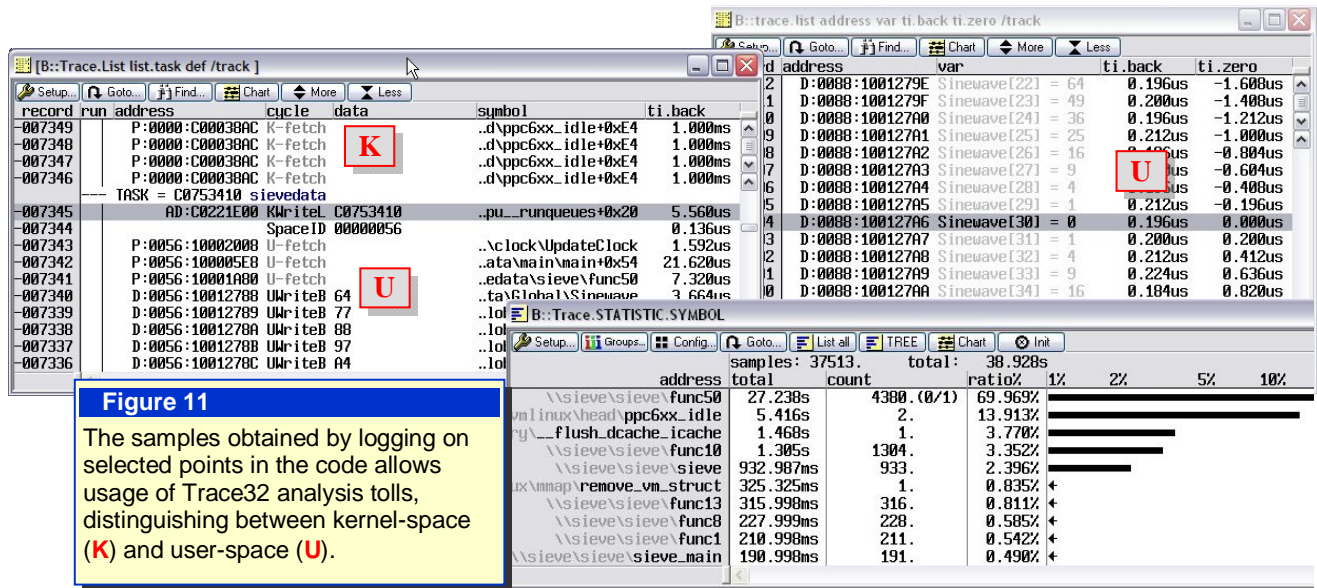 B::trace.list address var ti.back ti.zero /track
Goto... Find... Chart More Less
address var ti.back ti.zero
D:0088:1001279E Sinewave[22] = 64 0.196us -1.608us
D:0088:1001279F Sinewave[23] = 49 0.200us -1.408us
D:0088:100127A0 Sinewave[24] = 36 0.196us -1.212us
D:0088:100127A1 Sinewave[25] = 25 0.212us -1.000us
D:0088:100127A2 Sinewave[26] = 16 -0.804us
D:0088:100127A3 Sinewave[27] = 9 -0.604us
D:0088:100127A4 Sinewave[28] = 4 -0.408us
D:0088:100127A5 Sinewave[29] = 1 0.212us -0.196us
D:0088:100127A6 Sinewave[30] = 0 0.196us 0.000us
D:0088:100127A7 Sinewave[31] = 1 0.200us 0.200us
D:0088:100127A8 Sinewave[32] = 4 0.212us 0.412us
D:0088:100127A9 Sinewave[33] = 9 0.224us 0.636us
D:0088:100127AA Sinewave[34] = 16 0.184us 0.820us
U
[B::Trace.List list.task def /track ]
Setup... Goto... Find... Chart More Less
record run address cycle data symbol ti.back
-007349 P:0000:C00038AC K-fetch ..d\ppc6xx_idle+0xE4 1.000ms
-007348 P:0000:C00038AC K-fetch ..d\ppc6xx_idle+0xE4 1.000ms
-007347 P:0000:C00038AC K-fetch ..d\ppc6xx_idle+0xE4 1.000ms
-007346 P:0000:C00038AC K-fetch ..d\ppc6xx_idle+0xE4 1.000ms
K
--- TASK = C0753410 sievedata
-007345 AD:C0221E00 KWriteL C0753410 ..pu__runqueues+0x20 5.560us
-007344 SpaceID 00000056 0.136us
-007343 P:0056:10002008 U-fetch ..\clock\UpdateClock 1.592us
-007342 P:0056:100005E8 U-fetch ..ata\main\main+0x54 21.620us
-007341 P:0056:10001A80 U-fetch ..edata\sieve\func50 7.320us
-007340 D:0056:10012788 UWriteB 64 ..ta\Global\Sinewave 3.664us
-007339 D:0056:10012789 UWriteB 77
-007338 D:0056:1001278A UWriteB 88
-007337 D:0056:1001278B UWriteB 97
-007336 D:0056:1001278C UWriteB A4
U
B::Trace.STATISTIC.SYMBOL
Setup... Groups... Config... Goto... List all TREE Chart Init
samples: 37513. total: 38.928s
address total count ratio% 1% 2% 5% 10%
\\sieve\sieve\func50 27.238s 4380.(0/1) 69.969%
vmlinux\head\ppc6xx_idle 5.416s 2. 13.913%
ry\__flush_dcache_icache 1.468s 1. 3.770%
\\sieve\sieve\func10 1.305s 1304. 3.352%
\\sieve\sieve\sieve 932.987ms 933. 2.396%
ux\mmap\remove_vm_struct 325.325ms 1. 0.835%
\\sieve\sieve\func13 315.998ms 316. 0.811%
\\sieve\sieve\func8 227.999ms 228. 0.585%
\\sieve\sieve\func1 210.998ms 211. 0.542%
\\sieve\sieve\sieve_main 190.998ms 191. 0.490%
Figure 11
The samples obtained by logging on
selected points in the code allows
usage of Trace32 analysis tolls,
distinguishing between kernel-space
(K) and user-space (U).